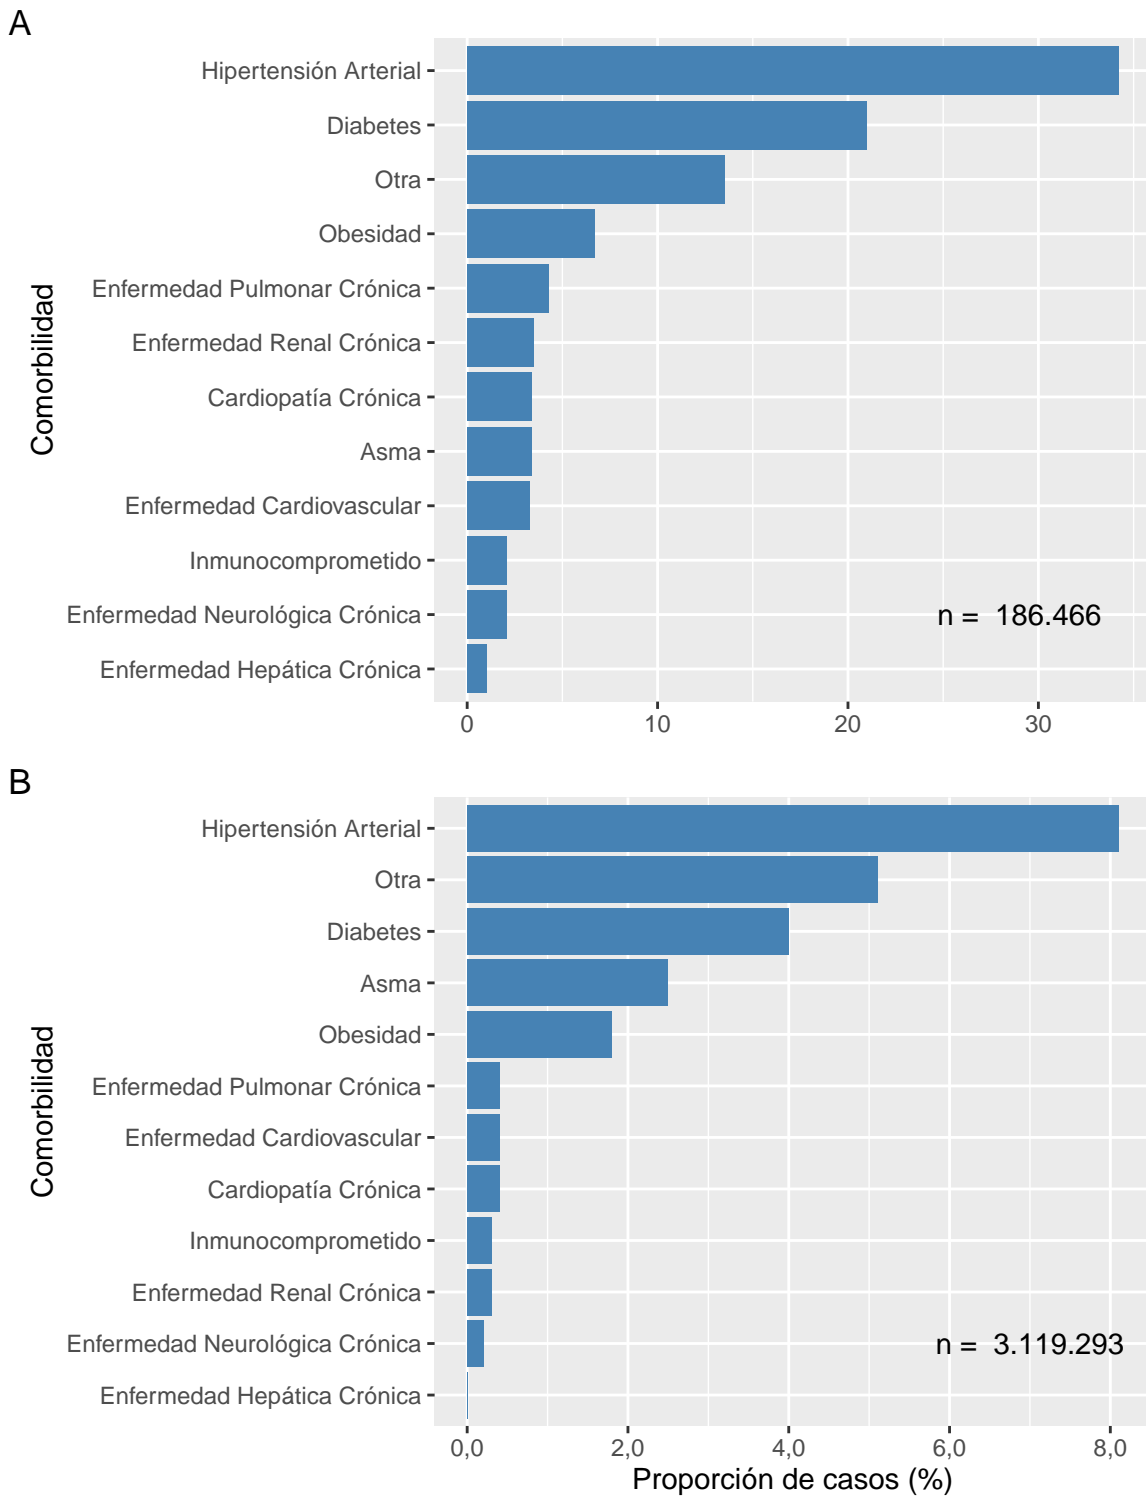 A
Hipertensión Arterial
Diabetes
Otra
Obesidad
Enfermedad Pulmonar Crónica
Enfermedad Renal Crónica
Cardiopatía Crónica
Asma
Enfermedad Cardiovascular
Inmunocomprometido
Enfermedad Neurológica Crónica
Enfermedad Hepática Crónica
Comorbilidad
n = 186.466
0 10 20 30
B
Hipertensión Arterial
Otra
Diabetes
Asma
Obesidad
Enfermedad Pulmonar Crónica
Enfermedad Cardiovascular
Cardiopatía Crónica
Inmunocomprometido
Enfermedad Renal Crónica
Enfermedad Neurológica Crónica
Enfermedad Hepática Crónica
Comorbilidad
n = 3.119.293
0,0 2,0 4,0 6,0 8,0
Proporción de casos (%)